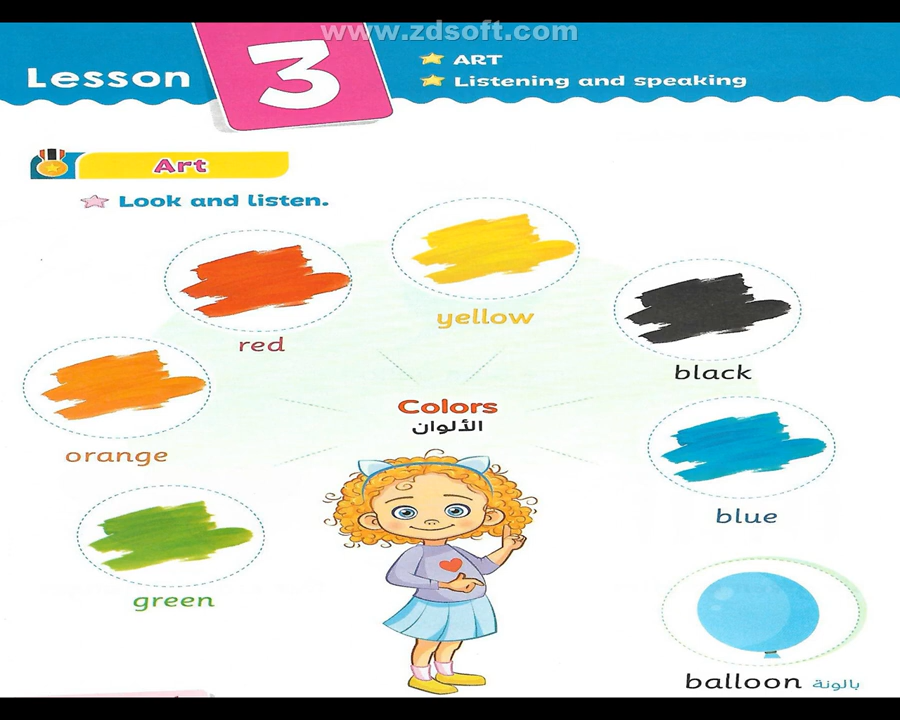 www.zdsoft.com
Lesson 3
ART
Listening and speaking
Art
Look and listen.
red
yellow
black
orange
Colors
الألوان
blue
green
balloon بالونة